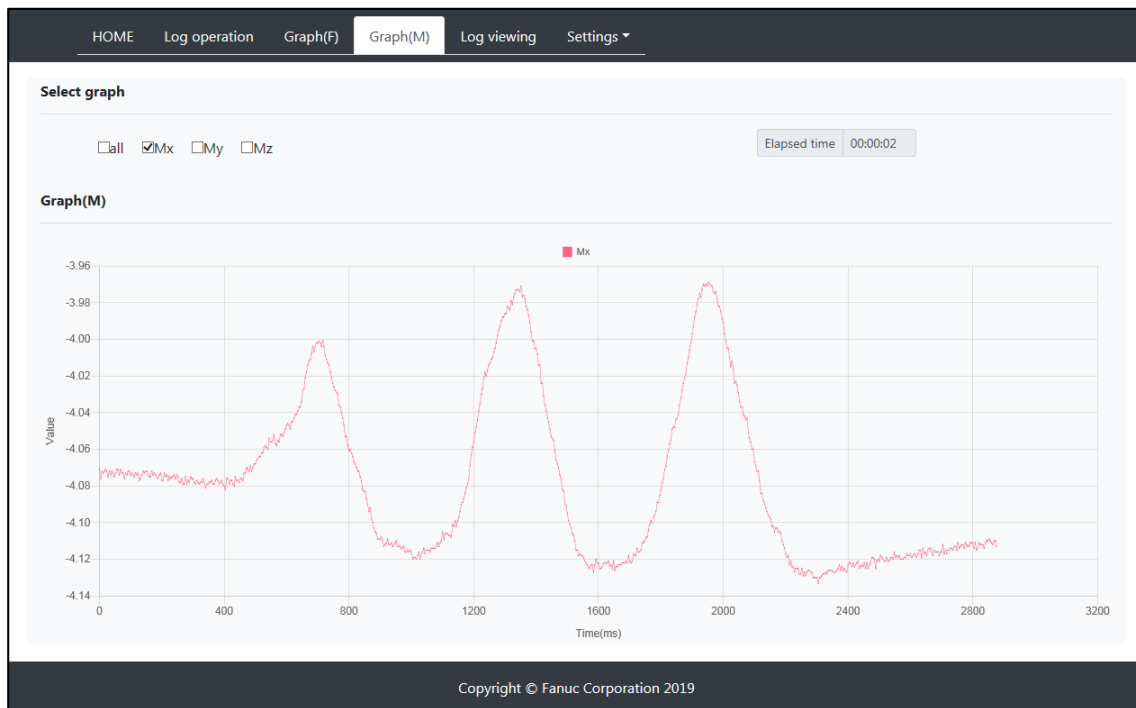 HOME Log operation Graph(F) Graph(M) Log viewing Settings
Select graph
all Mx My Mz
Elapsed time 00:00:02
Graph(M)
Mx
-3.96
-3.98
-4.00
-4.02
-4.04
-4.06
-4.08
-4.10
-4.12
-4.14
Value
0 400 800 1200 1600 2000 2400 2800 3200
Time(ms)
Copyright © Fanuc Corporation 2019